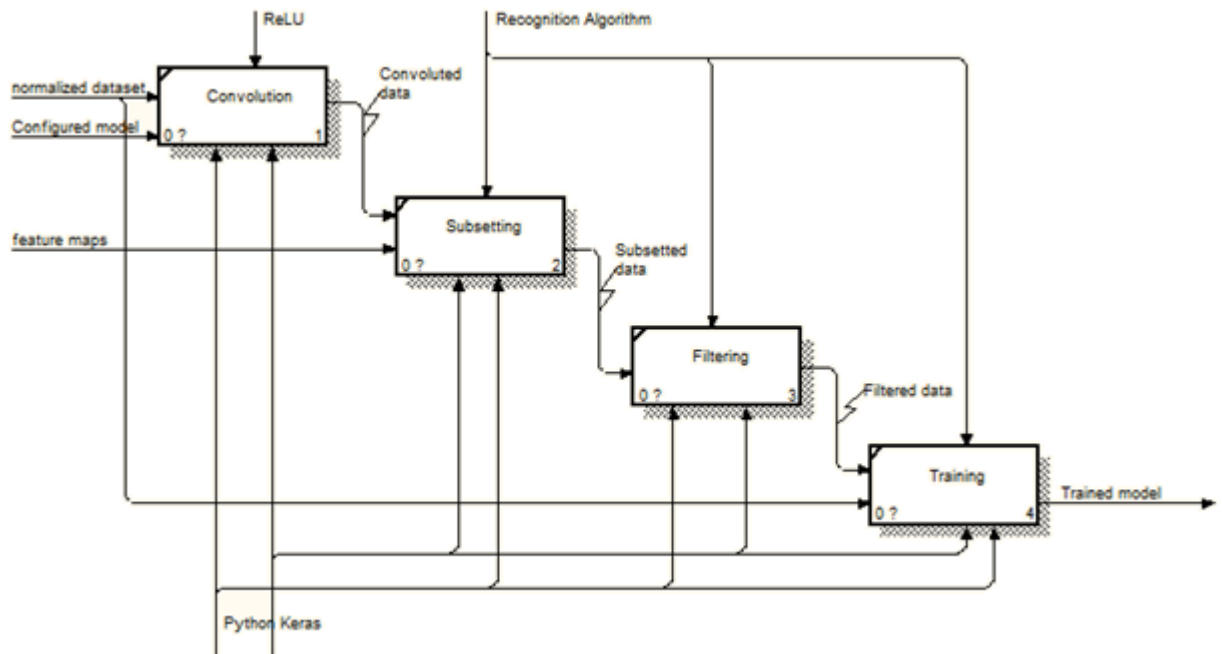 ReLU
Recognition Algorithm
normalized dataset
Configured model
Convolution
0 ?
1
Convoluted
data
feature maps
Subsetting
0 ?
2
Subsetted
data
Filtering
0 ?
3
Filtered data
Training
0 ?
4
Trained model
Python Keras